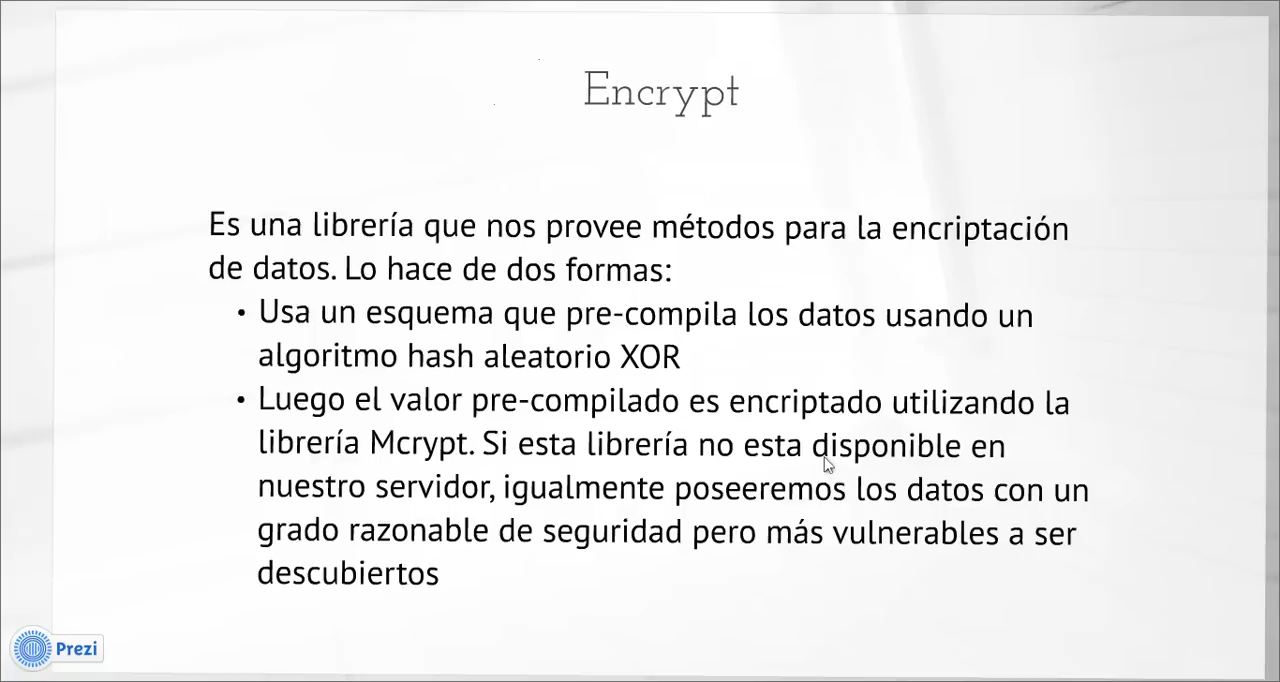 Encrypt
Es una librería que nos provee métodos para la encriptación
de datos. Lo hace de dos formas:
• Usa un esquema que pre-compila los datos usando un
algoritmo hash aleatorio XOR
• Luego el valor pre-compilado es encriptado utilizando la
librería Mcrypt. Si esta librería no esta disponible en
nuestro servidor, igualmente poseeremos los datos con un
grado razonable de seguridad pero más vulnerables a ser
descubiertos
Prezi